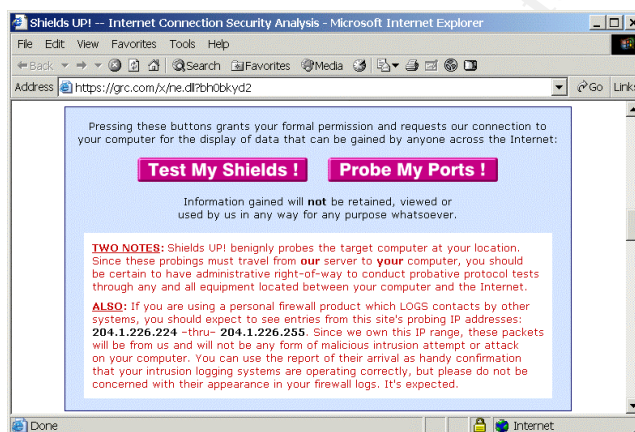 Shields UP! -- Internet Connection Security Analysis - Microsoft Internet Explorer
File Edit View Favorites Tools Help
Back Search Favorites Media
Address https://grc.com/x/ne.dll?bh0bkyd2 Go Links
Pressing these buttons grants your formal permission and requests our connection to
your computer for the display of data that can be gained by anyone across the Internet:
Test My Shields ! Probe My Ports !
Information gained will not be retained, viewed or
used by us in any way for any purpose whatsoever.
TWO NOTES: Shields UP! benignly probes the target computer at your location.
Since these probings must travel from our server to your computer, you should
be certain to have administrative right-of-way to conduct probative protocol tests
through any and all equipment located between your computer and the Internet.
ALSO: If you are using a personal firewall product which LOGS contacts by other
systems, you should expect to see entries from this site's probing IP addresses:
204.1.226.224 -thru- 204.1.226.255. Since we own this IP range, these packets
will be from us and will not be any form of malicious intrusion attempt or attack
on your computer. You can use the report of their arrival as handy confirmation
that your intrusion logging systems are operating correctly, but please do not be
concerned with their appearance in your firewall logs. It's expected.
Done Internet